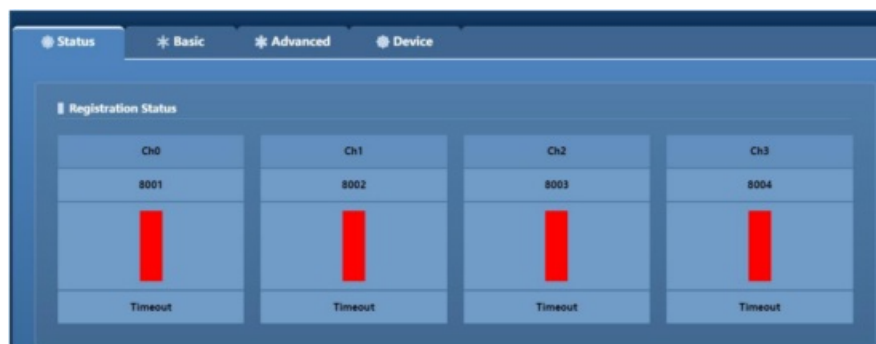 Status Basic Advanced Device
Registration Status
Ch0 Ch1 Ch2 Ch3
8001 8002 8003 8004
Timeout Timeout Timeout Timeout